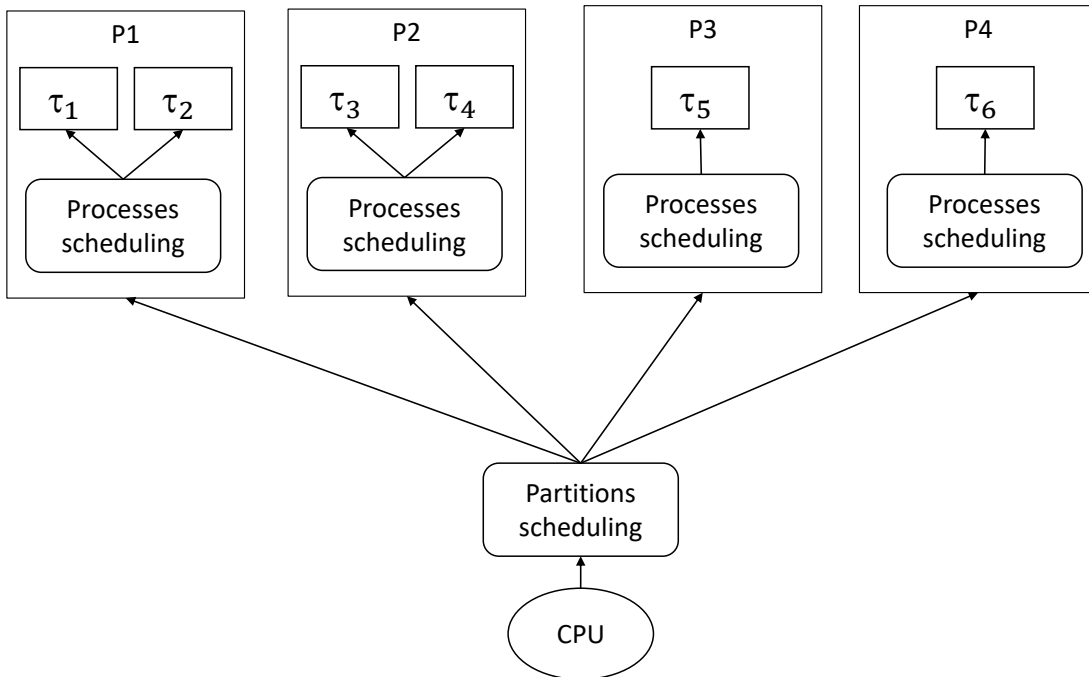 P1
τ1 τ2
Processes
scheduling
P2
τ3 τ4
Processes
scheduling
P3
τ5
Processes
scheduling
P4
τ6
Processes
scheduling
Partitions
scheduling
CPU